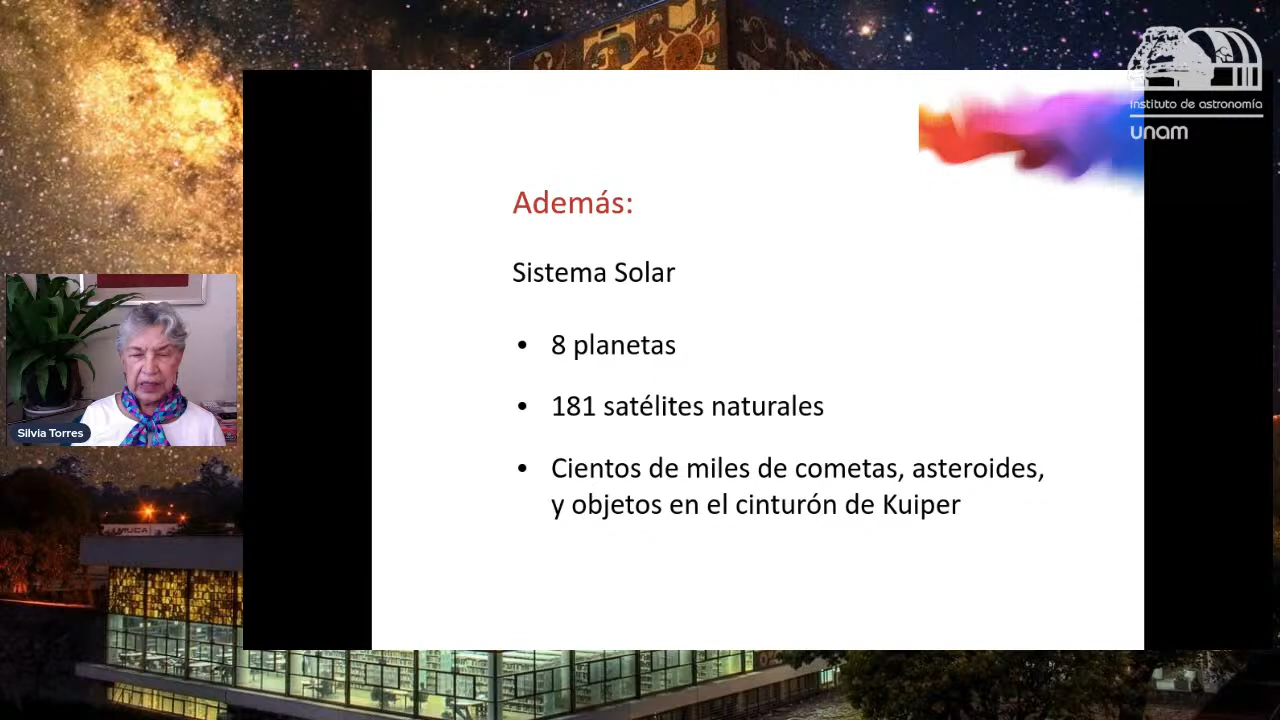 instituto de astronomía
unam
Además:
Sistema Solar
• 8 planetas
• 181 satélites naturales
• Cientos de miles de cometas, asteroides,
y objetos en el cinturón de Kuiper
Silvia Torres
MUCA